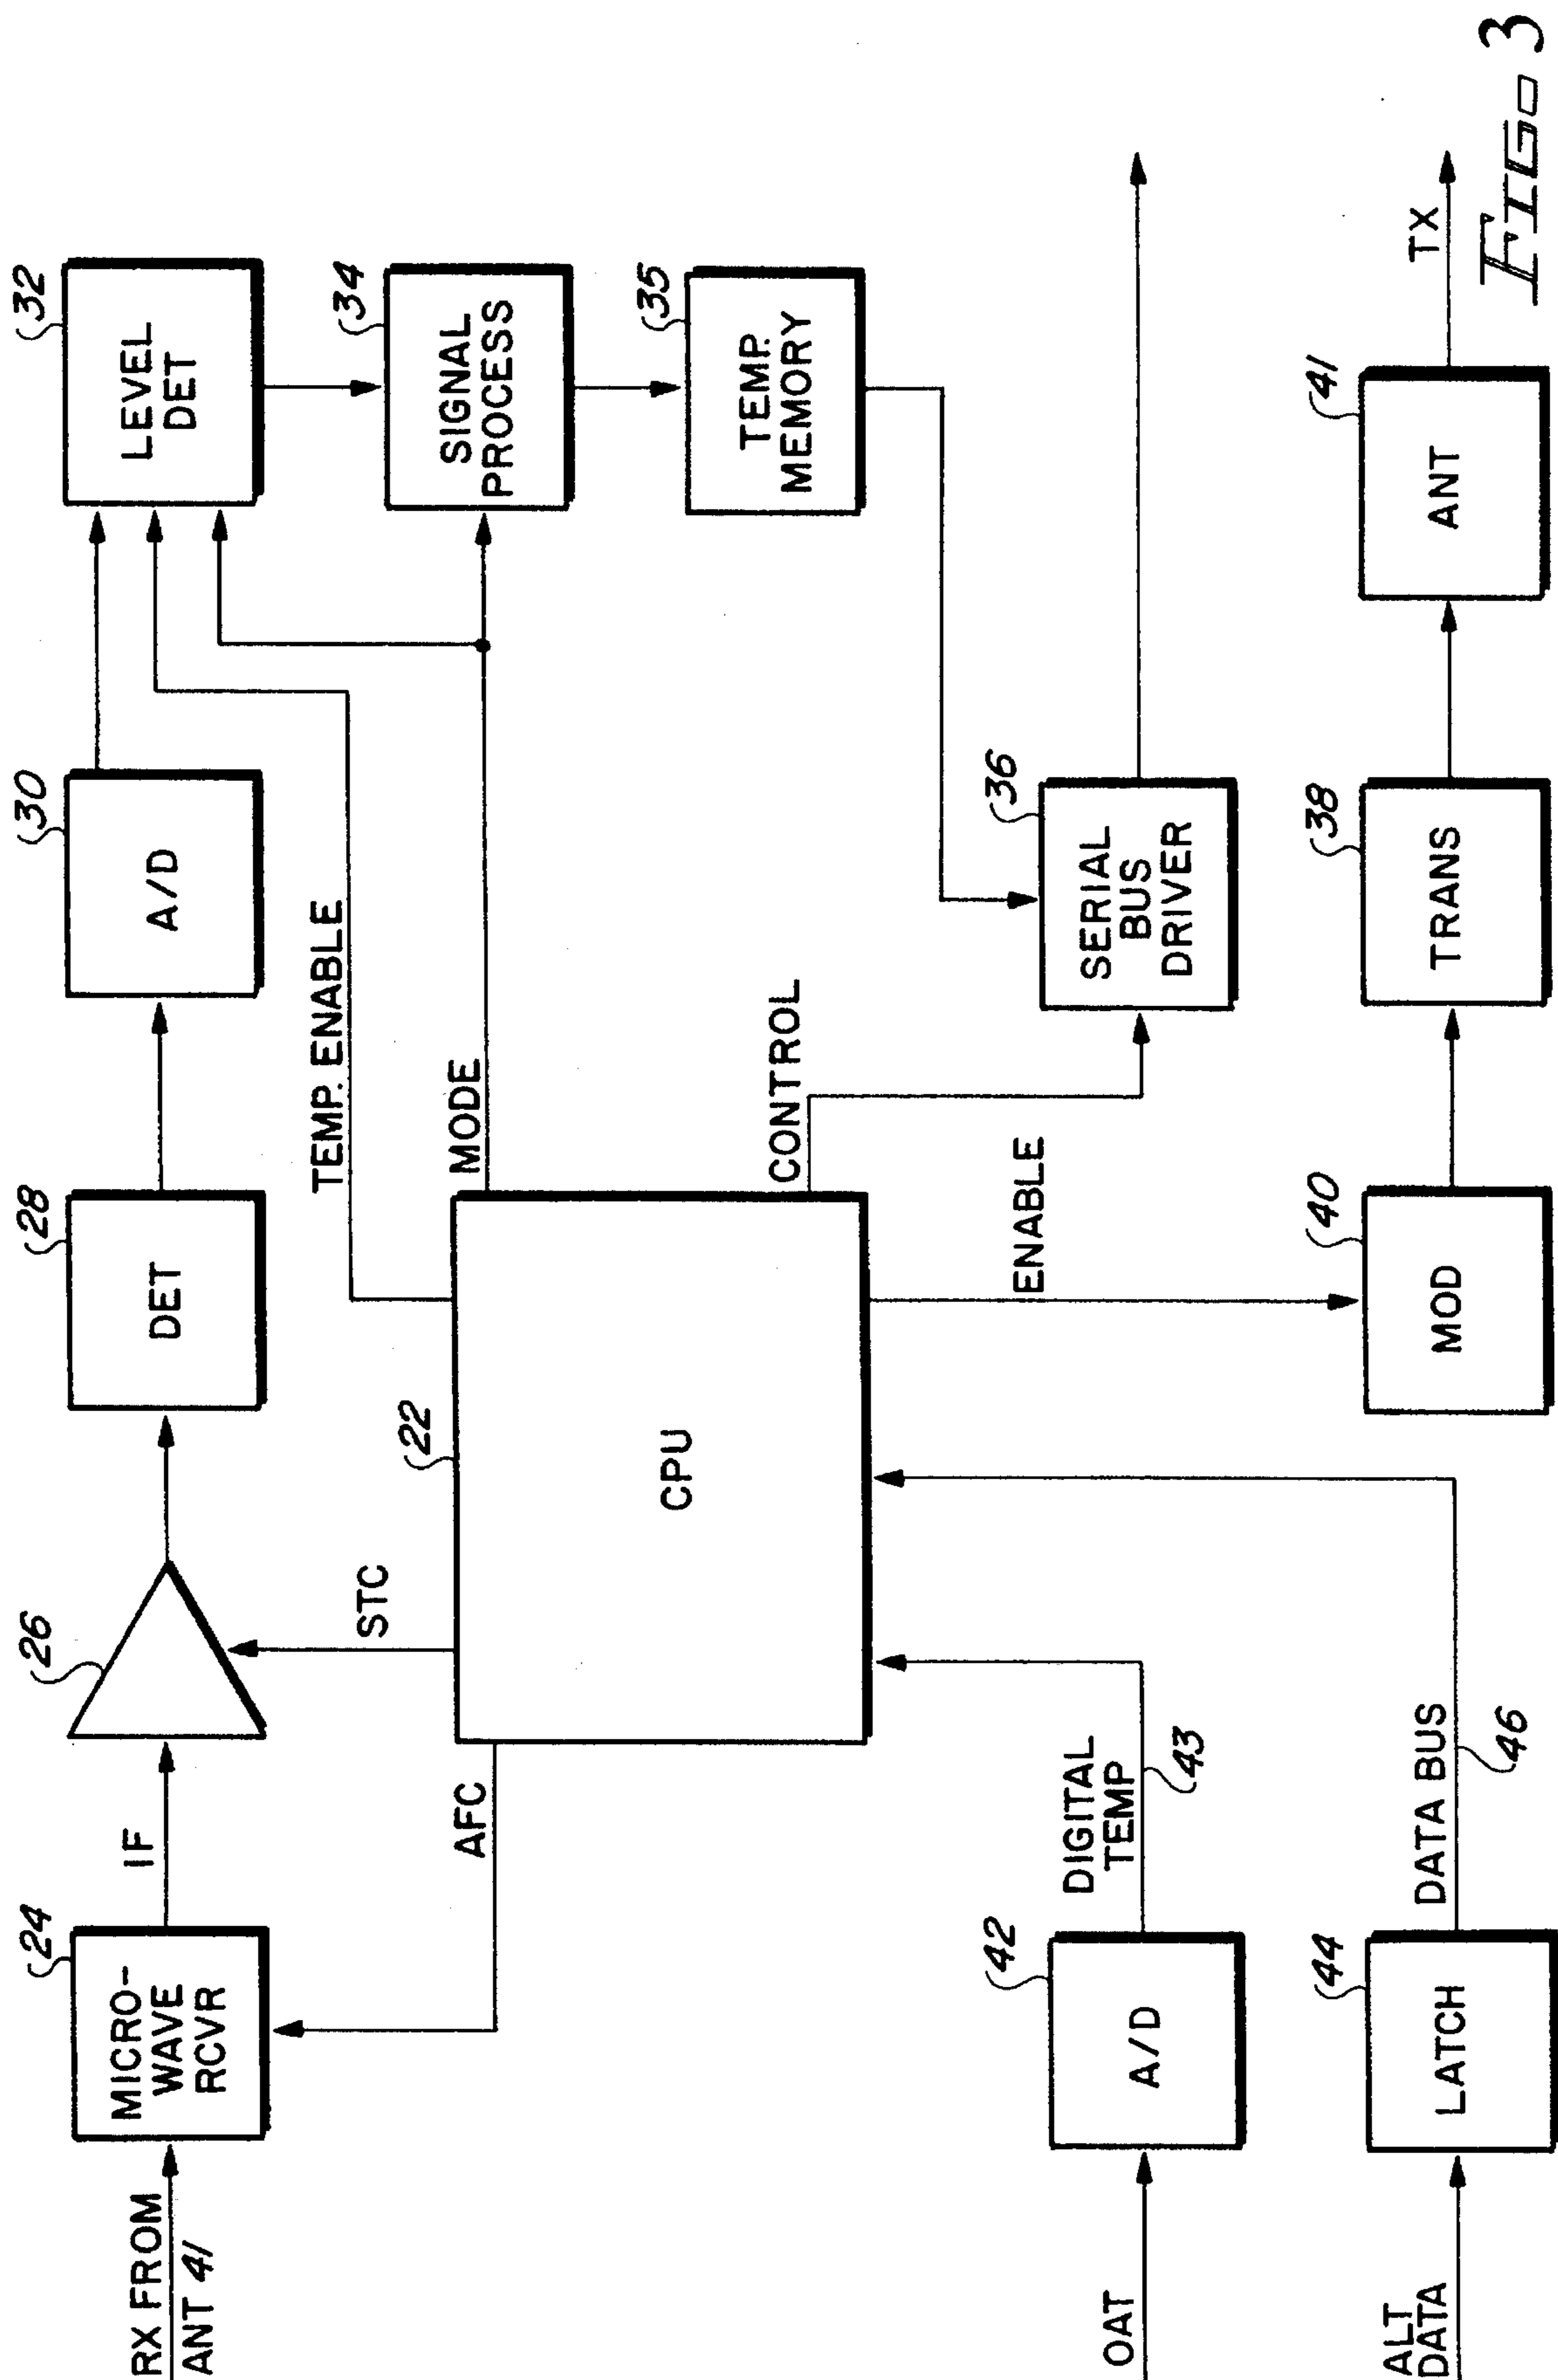 RX FROM
ANT 41
MICRO-
WAVE
RCVR
24
IF
26
DET
28
A/D
30
LEVEL
DET
32
AFC
STC
TEMP. ENABLE
MODE
SIGNAL
PROCESS
34
CPU
22
TEMP.
MEMORY
35
CONTROL
ENABLE
SERIAL
BUS
DRIVER
36
OAT
A/D
42
DIGITAL
TEMP
43
ALT
DATA
LATCH
44
DATA BUS
46
MOD
40
TRANS
38
ANT
41
TX
FIG. 3